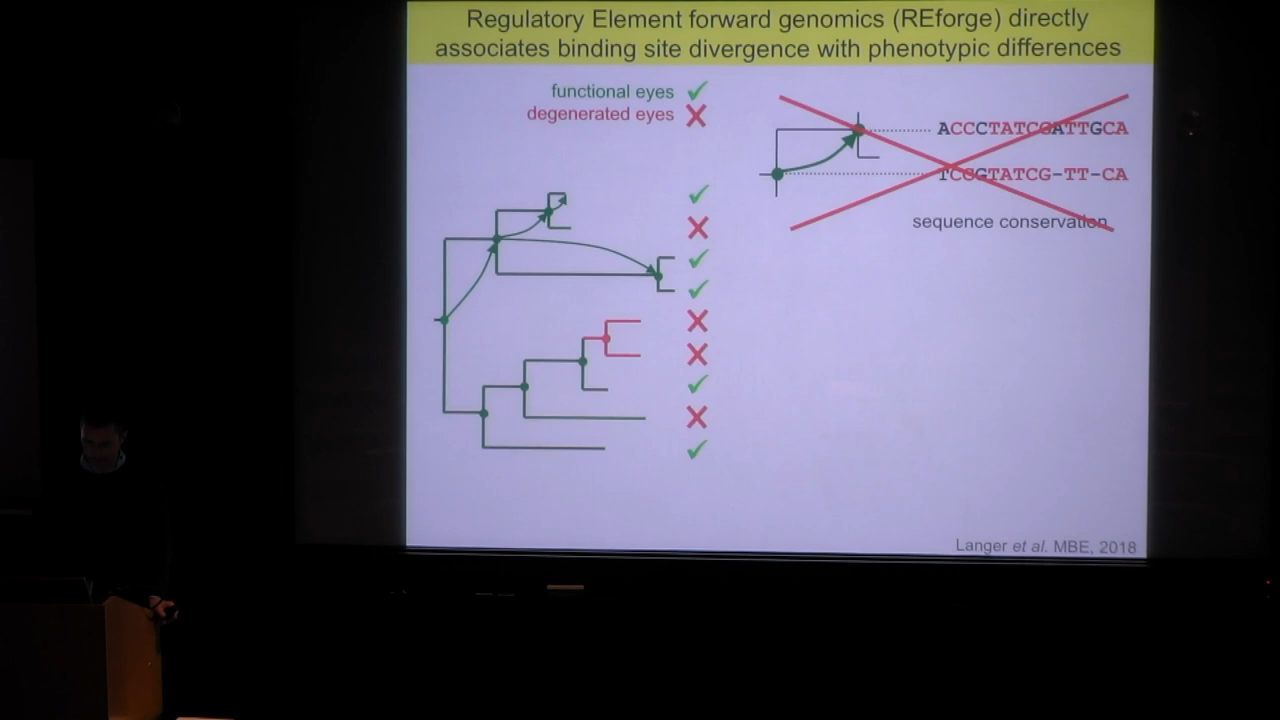 Regulatory Element forward genomics (REforge) directly
associates binding site divergence with phenotypic differences
functional eyes
degenerated eyes
ACCCTATCGATTGCA
TCGGTATCG-TT-CA
sequence conservation
Langer et al. MBE, 2018